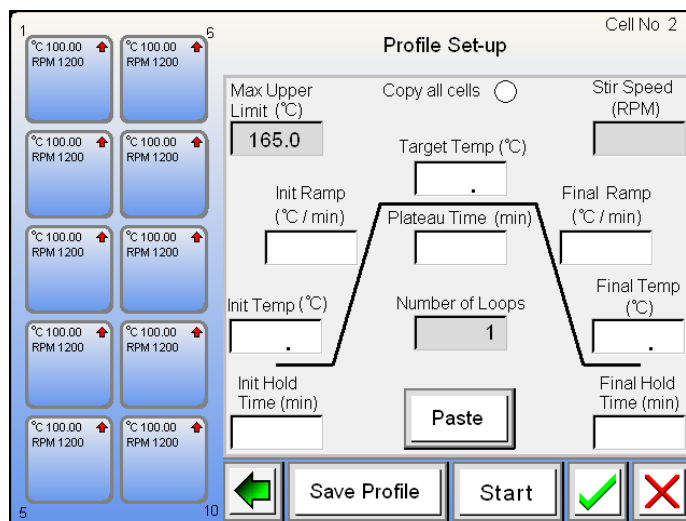 Cell No 2
Profile Set-up
1
6
°C 100.00
RPM 1200
°C 100.00
RPM 1200
°C 100.00
RPM 1200
°C 100.00
RPM 1200
°C 100.00
RPM 1200
°C 100.00
RPM 1200
°C 100.00
RPM 1200
°C 100.00
RPM 1200
°C 100.00
RPM 1200
°C 100.00
RPM 1200
5
10
Max Upper
Limit (°C)
165.0
Copy all cells
Stir Speed
(RPM)
Target Temp (°C)
.
Init Ramp
(°C / min)
Plateau Time (min)
Final Ramp
(°C / min)
Init Temp (°C)
.
Number of Loops
1
Final Temp
(°C)
.
Init Hold
Time (min)
Paste
Final Hold
Time (min)
Save Profile
Start